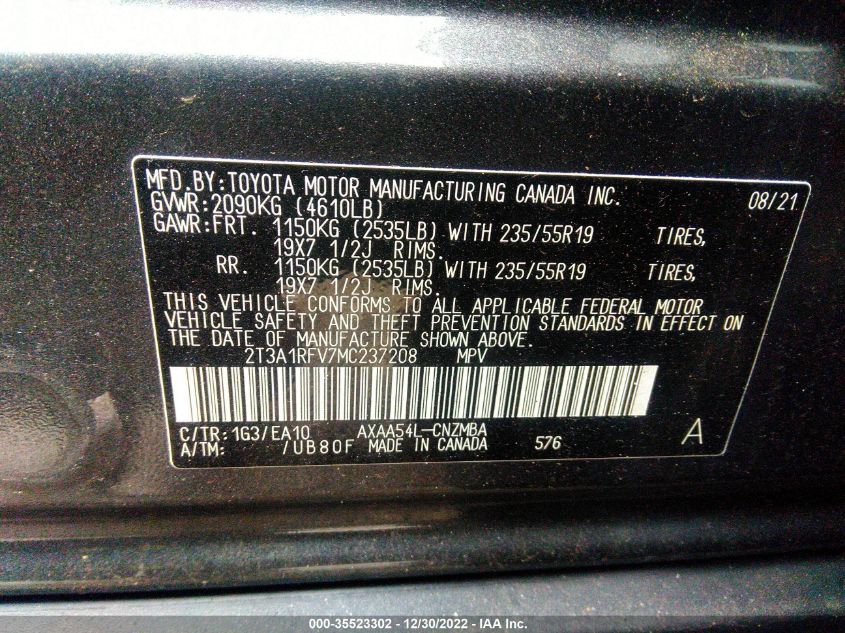 MFD.BY:TOYOTA MOTOR MANUFACTURING CANADA INC. 08/21
GVWR:2090KG (4610LB)
GAWR:FRT. 1150KG (2535LB) WITH 235/55R19 TIRES,
19X7 1/2J RIMS.
RR. 1150KG (2535LB) WITH 235/55R19 TIRES,
19X7 1/2J RIMS.
THIS VEHICLE CONFORMS TO ALL APPLICABLE FEDERAL MOTOR
VEHICLE SAFETY AND THEFT PREVENTION STANDARDS IN EFFECT ON
THE DATE OF MANUFACTURE SHOWN ABOVE.
2T3A1RFV7MC237208 MPV
C/TR:1G3/EA10 AXAA54L-CNZMBA A
A/TM: /UB80F MADE IN CANADA 576
000-35523302 - 12/30/2022 - IAA Inc.